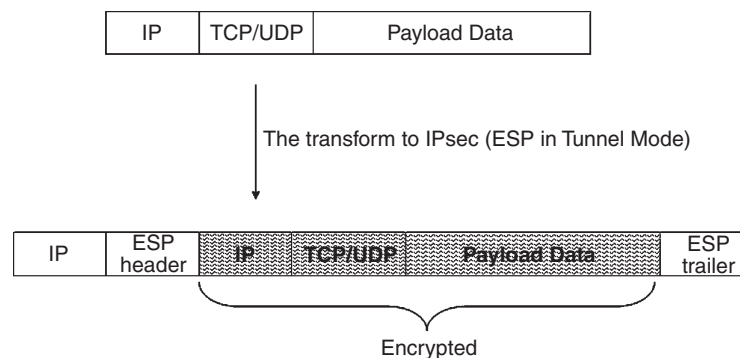 IP TCP/UDP Payload Data
The transform to IPsec (ESP in Tunnel Mode)
IP ESP header IP TCP/UDP Payload Data ESP trailer
Encrypted